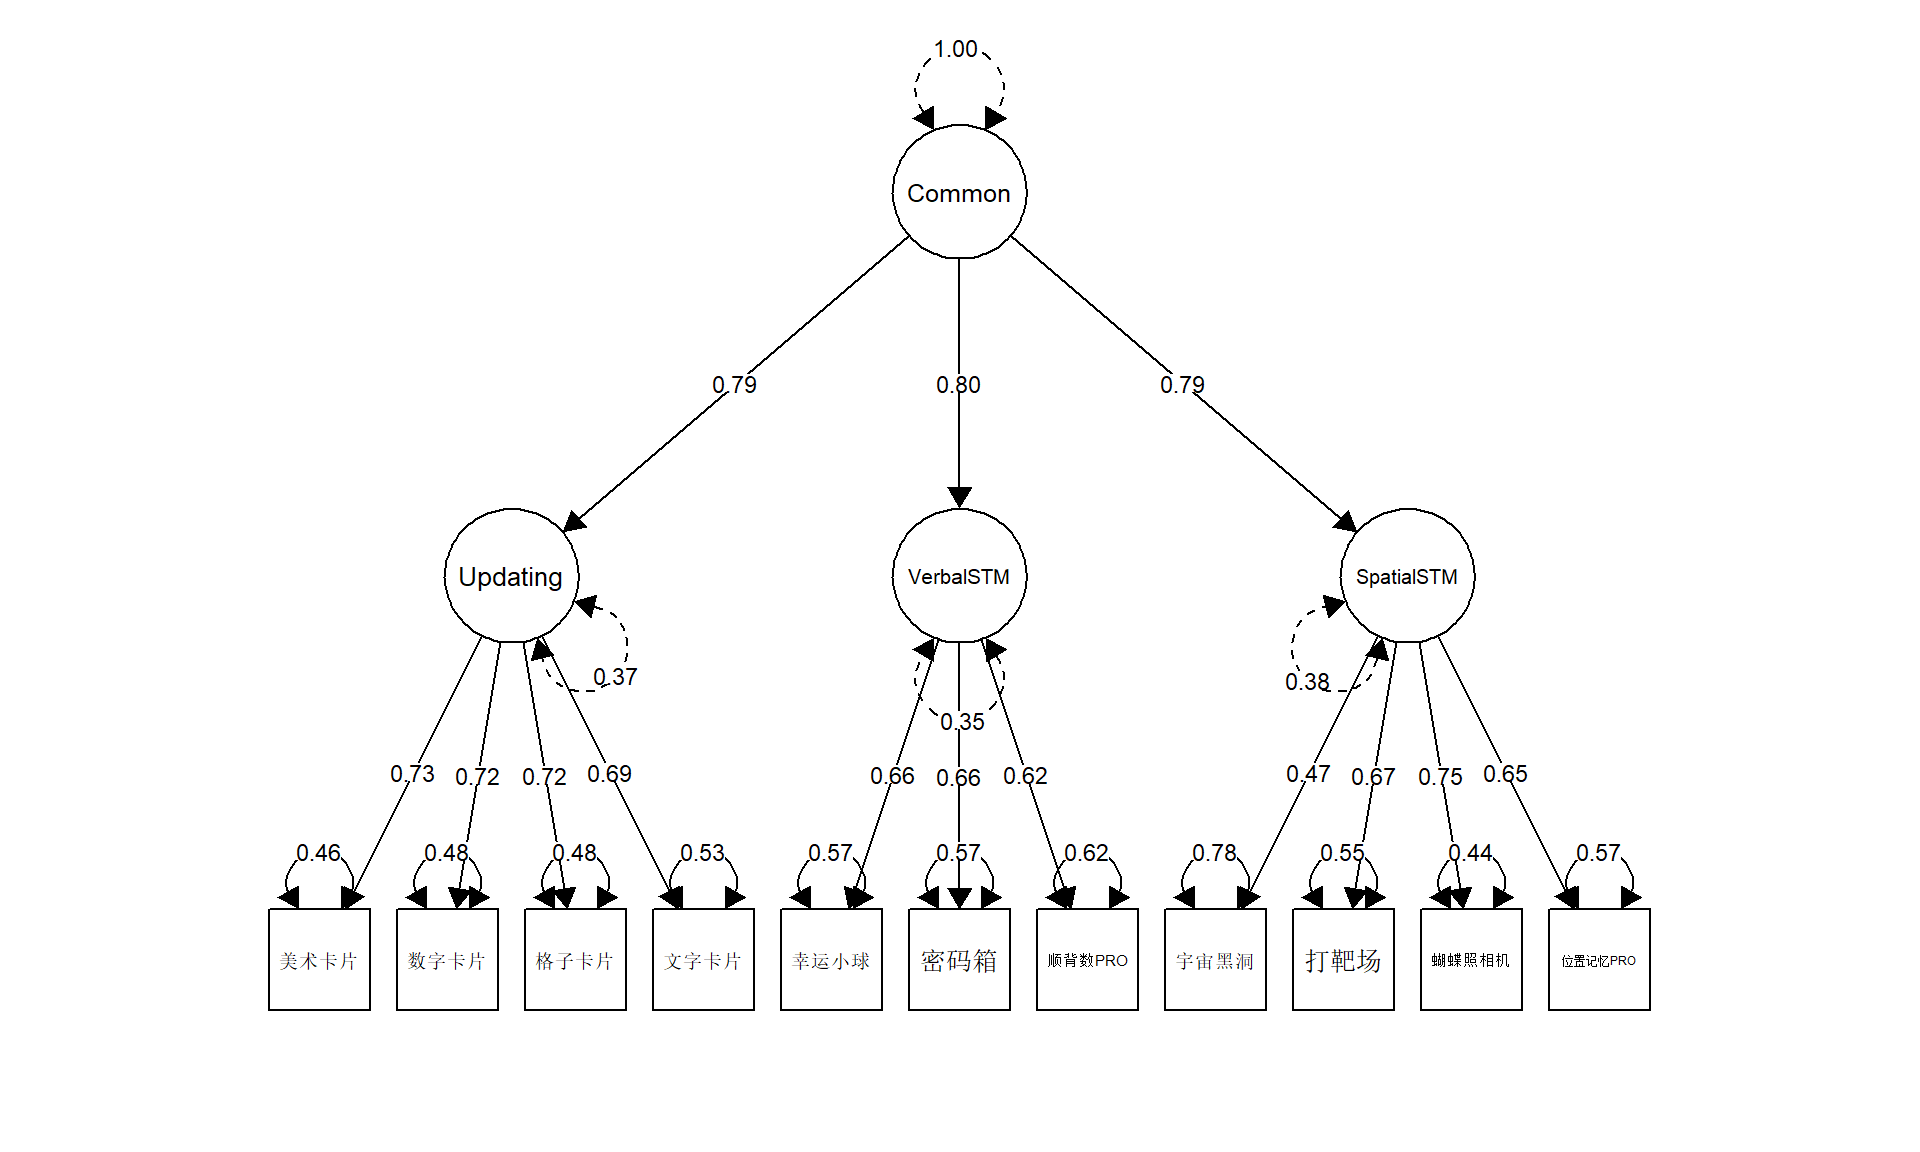 1.00
Common
0.79 0.80 0.79
Updating VerbalSTM SpatialSTM
0.37 0.35 0.38
0.73 0.72 0.72 0.69 0.66 0.66 0.62 0.47 0.67 0.75 0.65
0.46 0.48 0.48 0.53 0.57 0.57 0.62 0.78 0.55 0.44 0.57
美术卡片 数字卡片 格子卡片 文字卡片 幸运小球 密码箱 顺背数PRO 宇宙黑洞 打靶场 蝴蝶照相机 位置记忆PRO